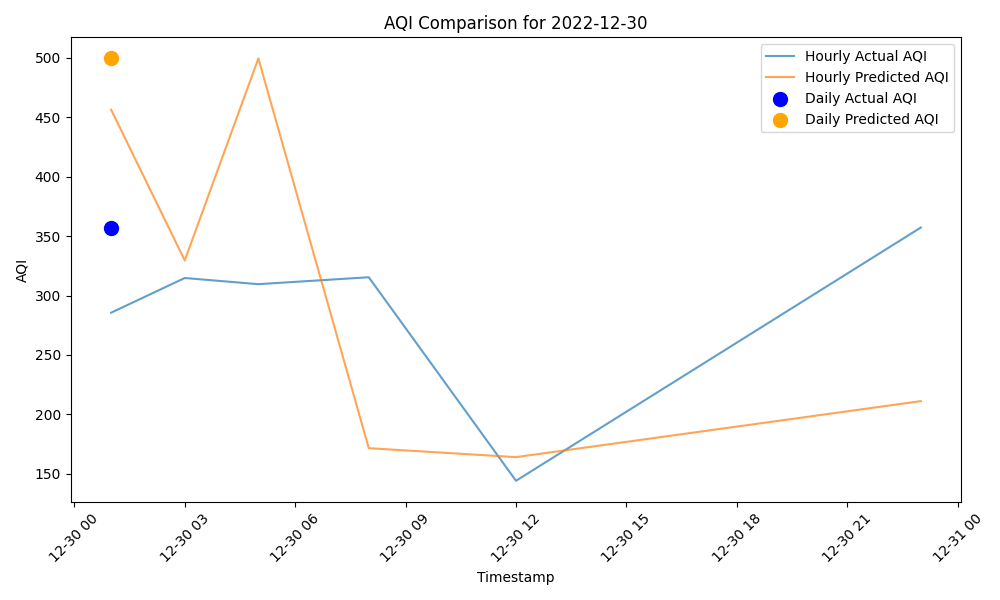 AQI Comparison for 2022-12-30
Hourly Actual AQI
Hourly Predicted AQI
Daily Actual AQI
Daily Predicted AQI
AQI
500
450
400
350
300
250
200
150
12-30 00
12-30 03
12-30 06
12-30 09
12-30 12
12-30 15
12-30 18
12-30 21
12-31 00
Timestamp